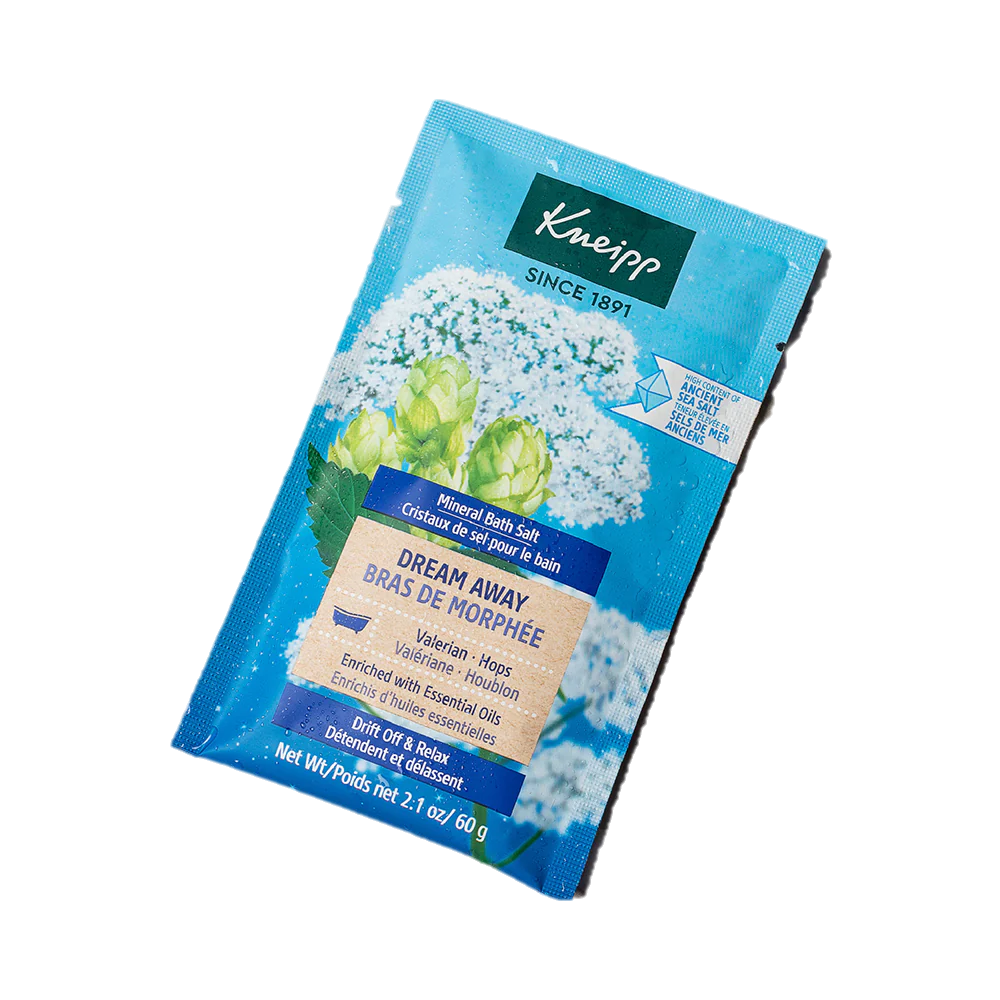 Kneipp
SINCE 1891
HIGH CONTENT OF
ANCIENT
SEA SALT
TENEUR ÉLEVÉE EN
SELS DE MER
ANCIENS
Mineral Bath Salt
Cristaux de sel pour le bain
DREAM AWAY
BRAS DE MORPHÉE
Valerian · Hops
Valériane · Houblon
Enriched with Essential Oils
Enrichis d'huiles essentielles
Drift Off & Relax
Détendent et délassent
Net Wt/Poids net 2.1 oz/ 60 g